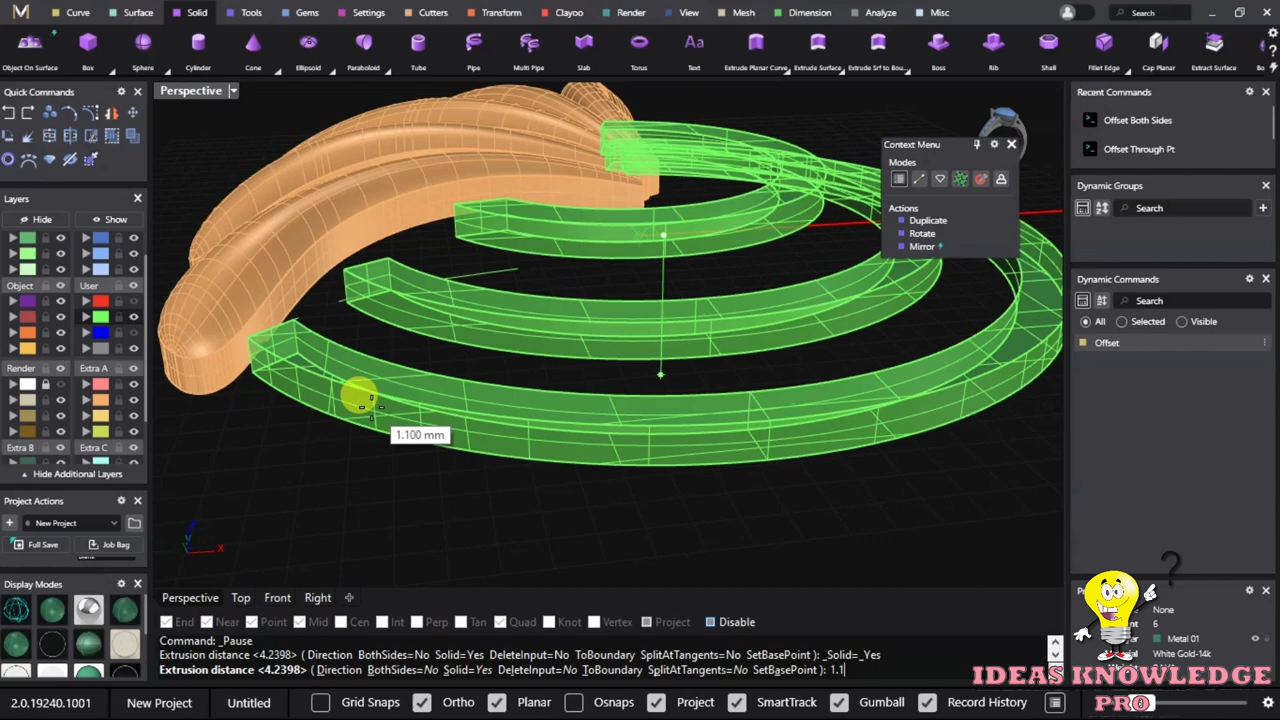 Curve Surface Solid Tools Gems Settings Cutters Transform Clayoo Render View Mesh Dimension Analyze Misc Search
Object On Surface Box Sphere Cylinder Cone Ellipsoid Paraboloid Tube Pipe Multi Pipe Slab Torus Text Extrude Planar Curve Extrude Surface Extrude Srf to Bou.. Boss Rib Shell Fillet Edge Cap Planar Extract Surface
Aa
Quick Commands
Perspective
Recent Commands
Offset Both Sides
Offset Through Pt
Context Menu
Modes
Actions
Duplicate
Rotate
Mirror
Dynamic Groups
Search
Layers
Hide Show
Object User
Render Extra A
Extra B Extra C
Hide Additional Layers
Dynamic Commands
Search
All Selected Visible
Offset
1.100 mm
Project Actions
New Project
Full Save Job Bag
Display Modes
x
Perspective Top Front Right
End Near Point Mid Cen Int Perp Tan Quad Knot Vertex Project Disable
Command: _Pause
Extrusion distance <4.2398> ( Direction BothSides=No Solid=Yes DeleteInput=No ToBoundary SplitAtTangents=No SetBasePoint ): _Solid=_Yes
Extrusion distance <4.2398> ( Direction BothSides=No Solid=Yes DeleteInput=No ToBoundary SplitAtTangents=No SetBasePoint ): 1.1
None
6
Metal 01
White Gold-14k
?
IDEAS KNOWLEDGE
PRO
2.0.19240.1001 New Project Untitled Grid Snaps Ortho Planar Osnaps Project SmartTrack Gumball Record History